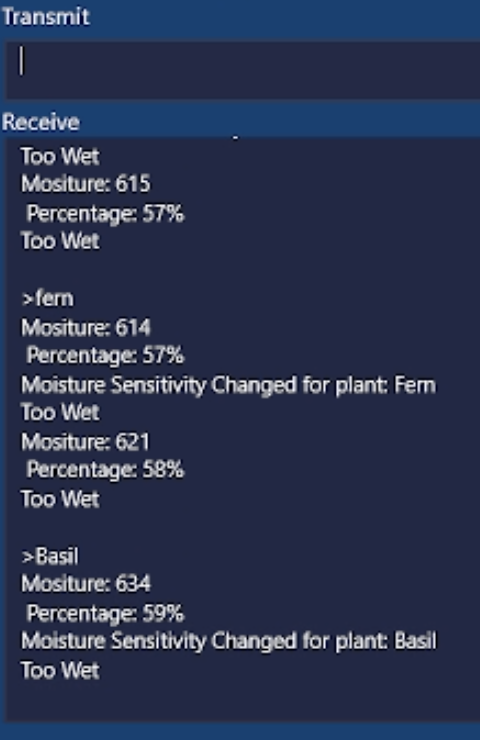 Transmit
Receive
Too Wet
Mositure: 615
Percentage: 57%
Too Wet
>fern
Mositure: 614
Percentage: 57%
Moisture Sensitivity Changed for plant: Fern
Too Wet
Mositure: 621
Percentage: 58%
Too Wet
>Basil
Mositure: 634
Percentage: 59%
Moisture Sensitivity Changed for plant: Basil
Too Wet